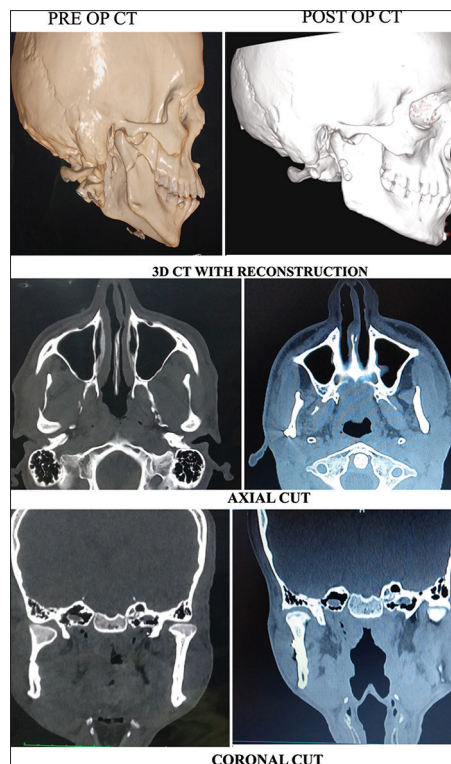 PRE OP CT
POST OP CT
3D CT WITH RECONSTRUCTION
AXIAL CUT
CORONAL CUT